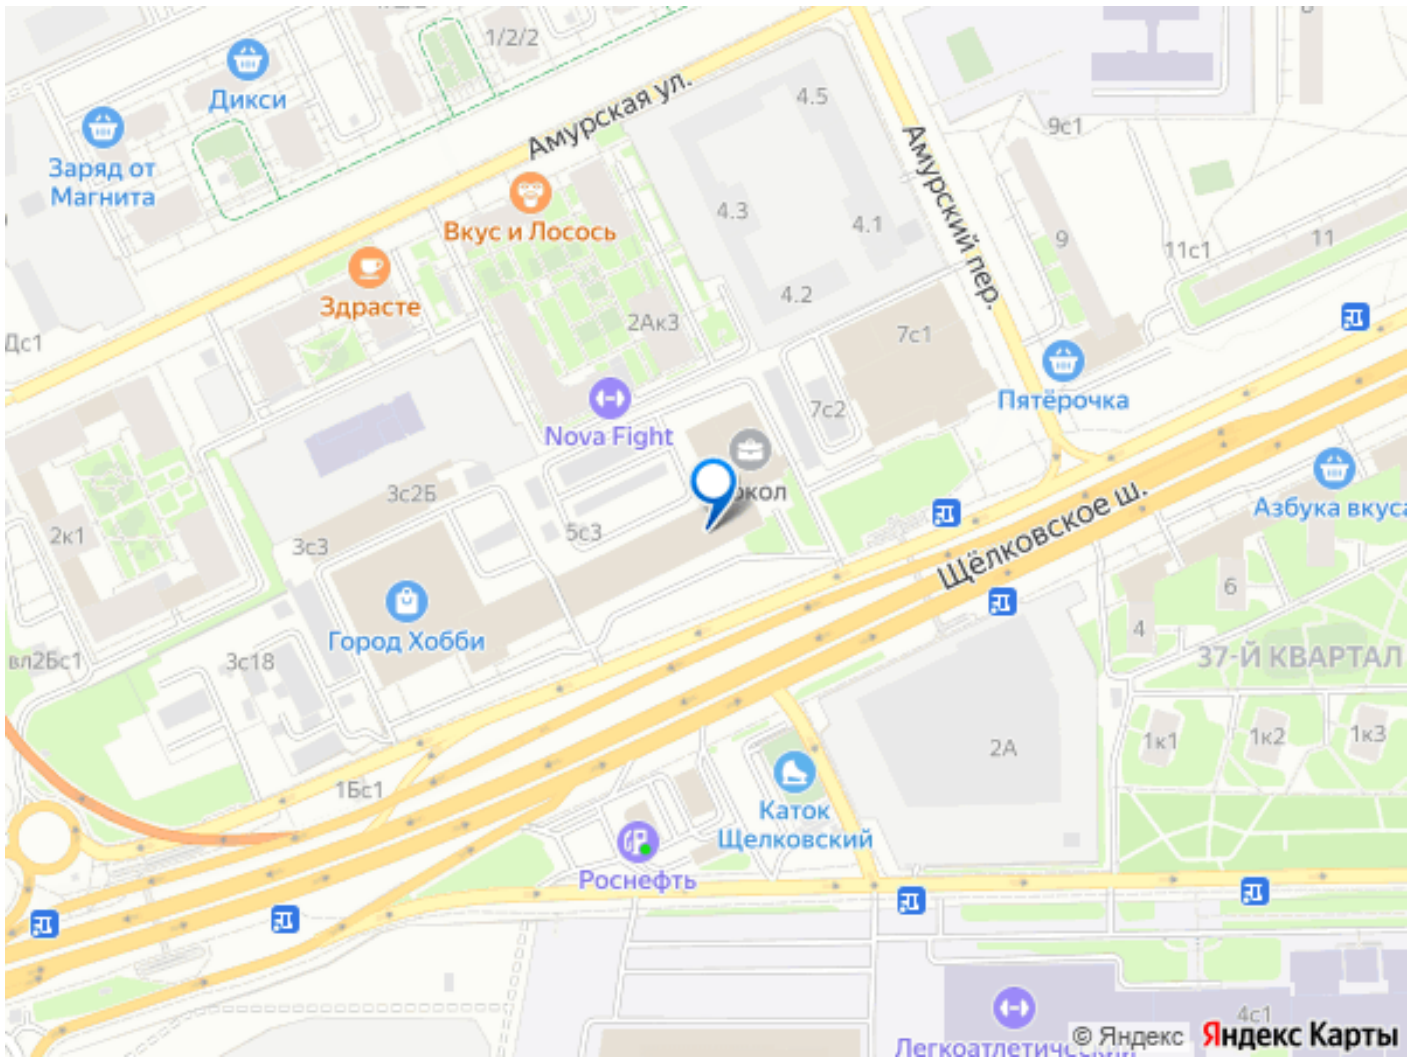 1/2/2
Дикси
Заряд от
Магнита
Амурская ул.
4.5
9с1
Амурский пер.
Вкус и Лосось
4.3
4.1
9
11с1
11
Здрасте
4.2
2Ак3
7с1
Дс1
Пятёрочка
7с2
Nova Fight
3с2Б
окол
Азбука вкуса
Щёлковское ш.
2к1
3с3
5с3
6
4
Город Хобби
37-Й КВАРТАЛ
вл2Бс1
3с18
1к1
1к2
1к3
2А
1Бс1
Каток
Щелковский
Роснефть
4с1
Легкоатлетический
© Яндекс Яндекс Карты